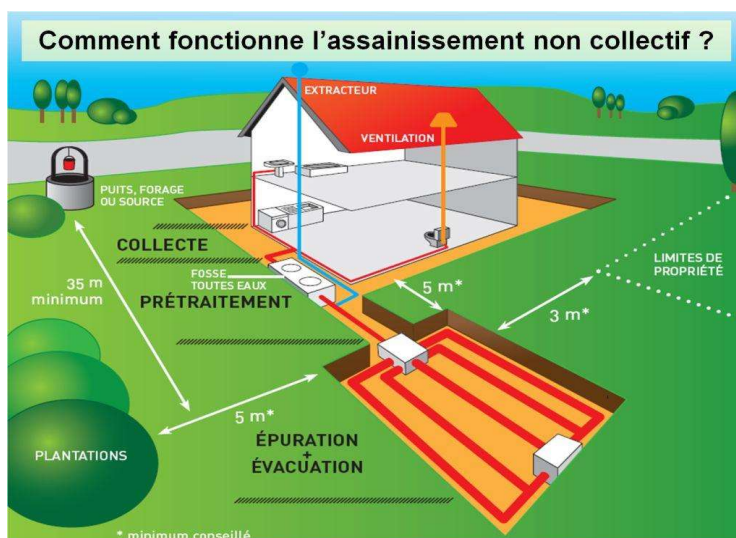 Comment fonctionne l'assainissement non collectif ?
EXTRACTEUR
VENTILATION
PUITS, FORAGE
OU SOURCE
COLLECTE
35 m
minimum
FOSSE
TOUTES EAUX
PRÉTRAITEMENT
5 m*
LIMITES DE
PROPRIÉTÉ
3 m*
5 m*
PLANTATIONS
ÉPURATION
+
ÉVACUATION
* minimum conseillé